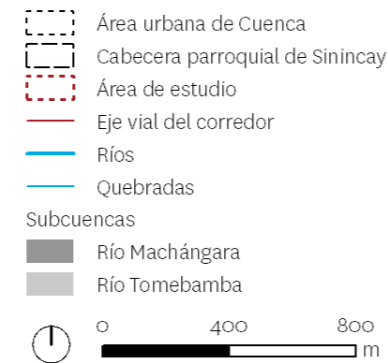 Área urbana de Cuenca
Cabecera parroquial de Sinincay
Área de estudio
Eje vial del corredor
Ríos
Quebradas
Subcuencas
Río Machángara
Río Tomebamba
0 400 800
m